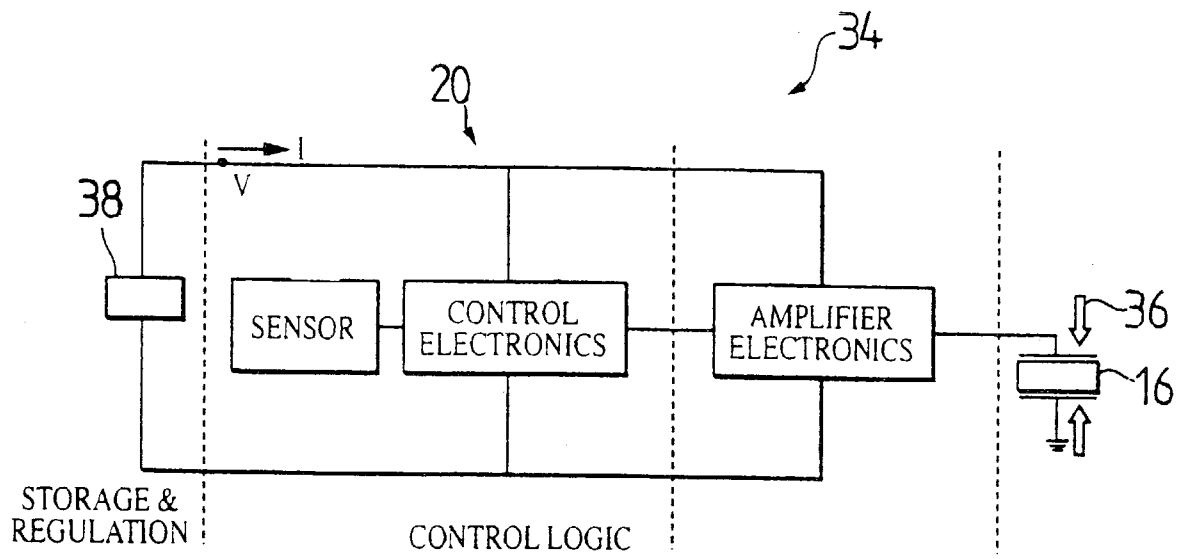 34
20
I
V
38
SENSOR
CONTROL
ELECTRONICS
AMPLIFIER
ELECTRONICS
36
16
STORAGE &
REGULATION
CONTROL LOGIC